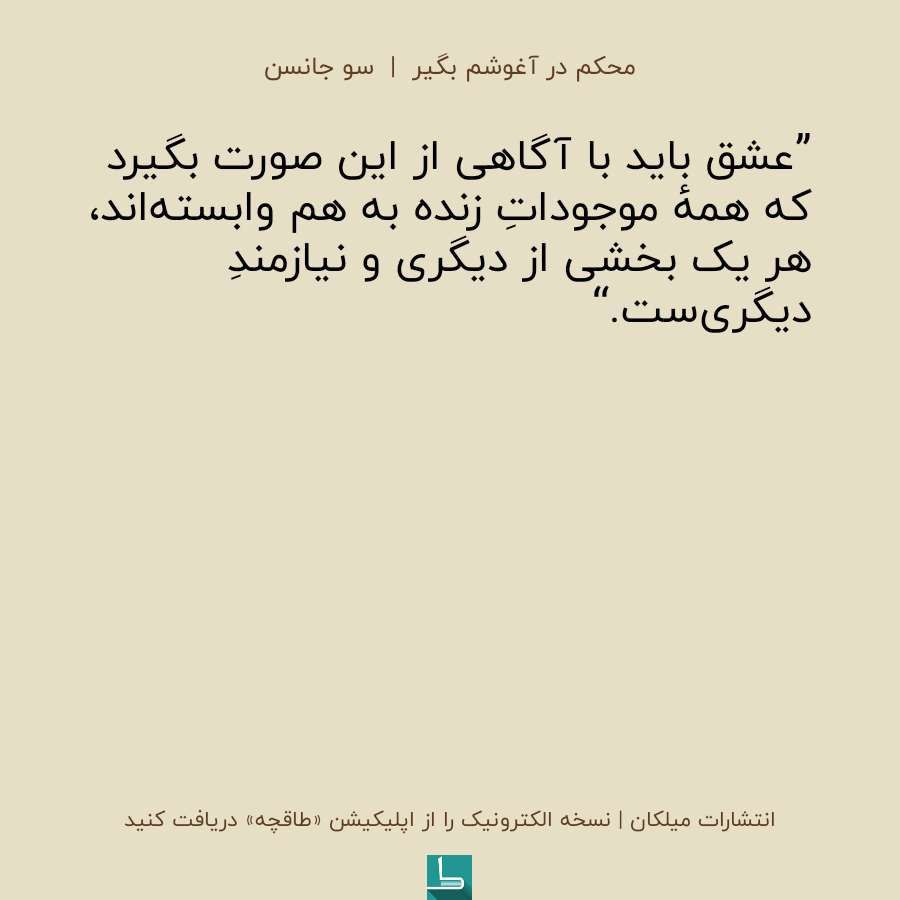 محکم در آغوشم بگیر | سو جانسن
”عشق باید با آگاهی از این صورت بگیرد
که همهٔ موجوداتِ زنده به هم وابسته‌اند،
هر یک بخشی از دیگری و نیازمندِ
دیگری‌ست.“
انتشارات میلکان | نسخه الکترونیک را از اپلیکیشن «طاقچه» دریافت کنید